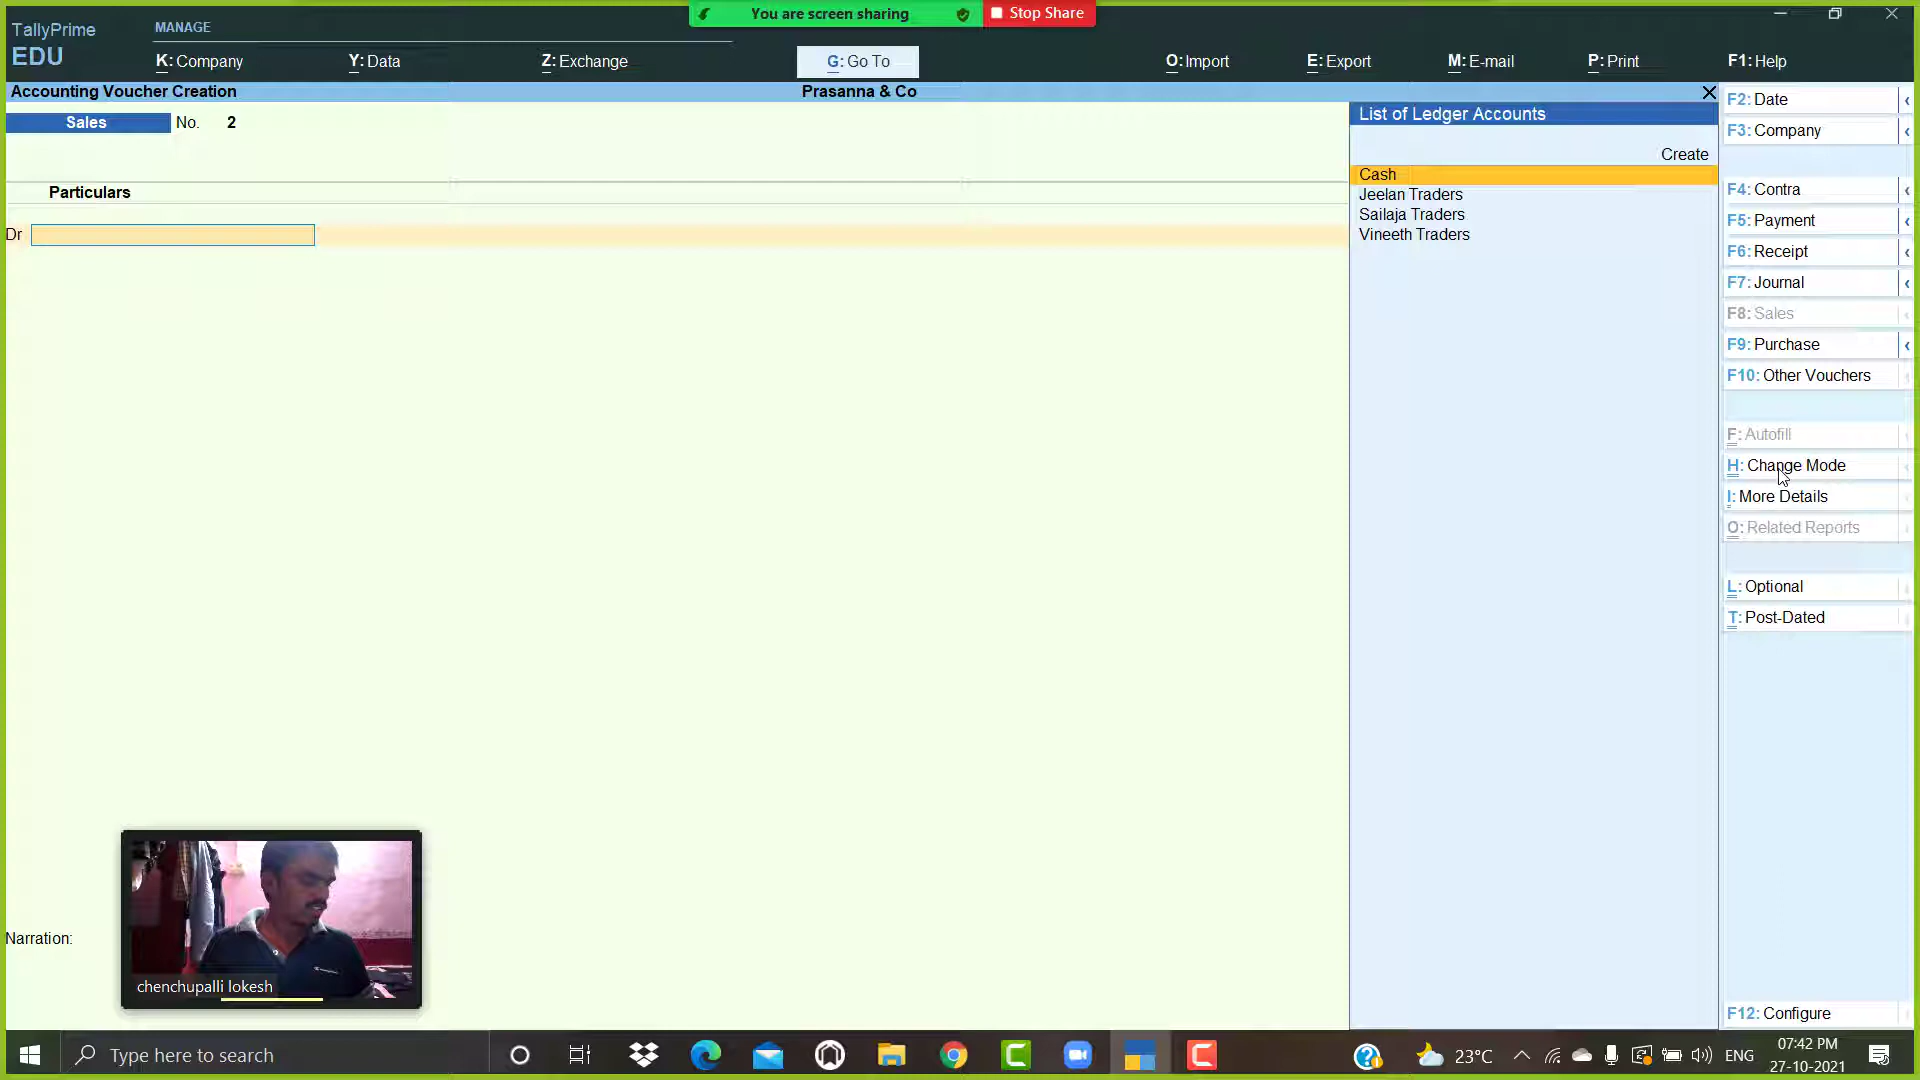 You are screen sharing
Stop Share
TallyPrime
EDU
MANAGE
K: Company
Y: Data
Z: Exchange
G: Go To
O: Import
E: Export
M: E-mail
P: Print
F1: Help
Accounting Voucher Creation
Prasanna & Co
Sales No. 2
Particulars
Dr
Narration:
chenchupalli lokesh
List of Ledger Accounts
Create
Cash
Jeelan Traders
Sailaja Traders
Vineeth Traders
F2: Date
F3: Company
F4: Contra
F5: Payment
F6: Receipt
F7: Journal
F8: Sales
F9: Purchase
F10: Other Vouchers
F: Autofill
H: Change Mode
I: More Details
O: Related Reports
L: Optional
T: Post-Dated
F12: Configure
Type here to search
23°C
ENG
07:42 PM
27-10-2021